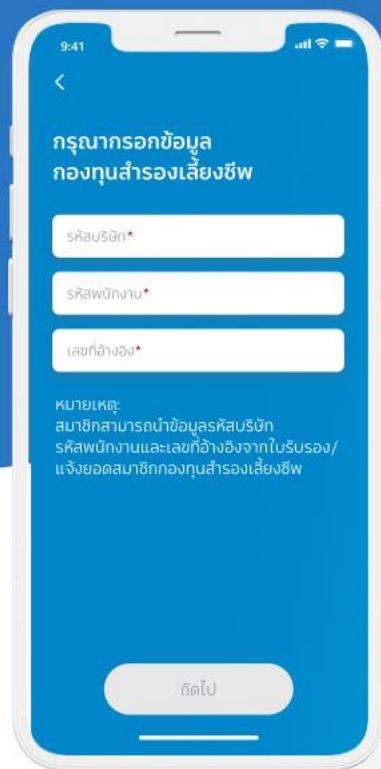 9:41
กรุณากรอกข้อมูล
กองทุนสำรองเลี้ยงชีพ
รหัสบริษัท*
รหัสพนักงาน*
เลขที่อ้างอิง*
หมายเหตุ:
สมาชิกสามารถนำข้อมูลรหัสบริษัท
รหัสพนักงานและเลขที่อ้างอิงจากใบรับรอง/
แจ้งยอดสมาชิกกองทุนสำรองเลี้ยงชีพ
ถัดไป